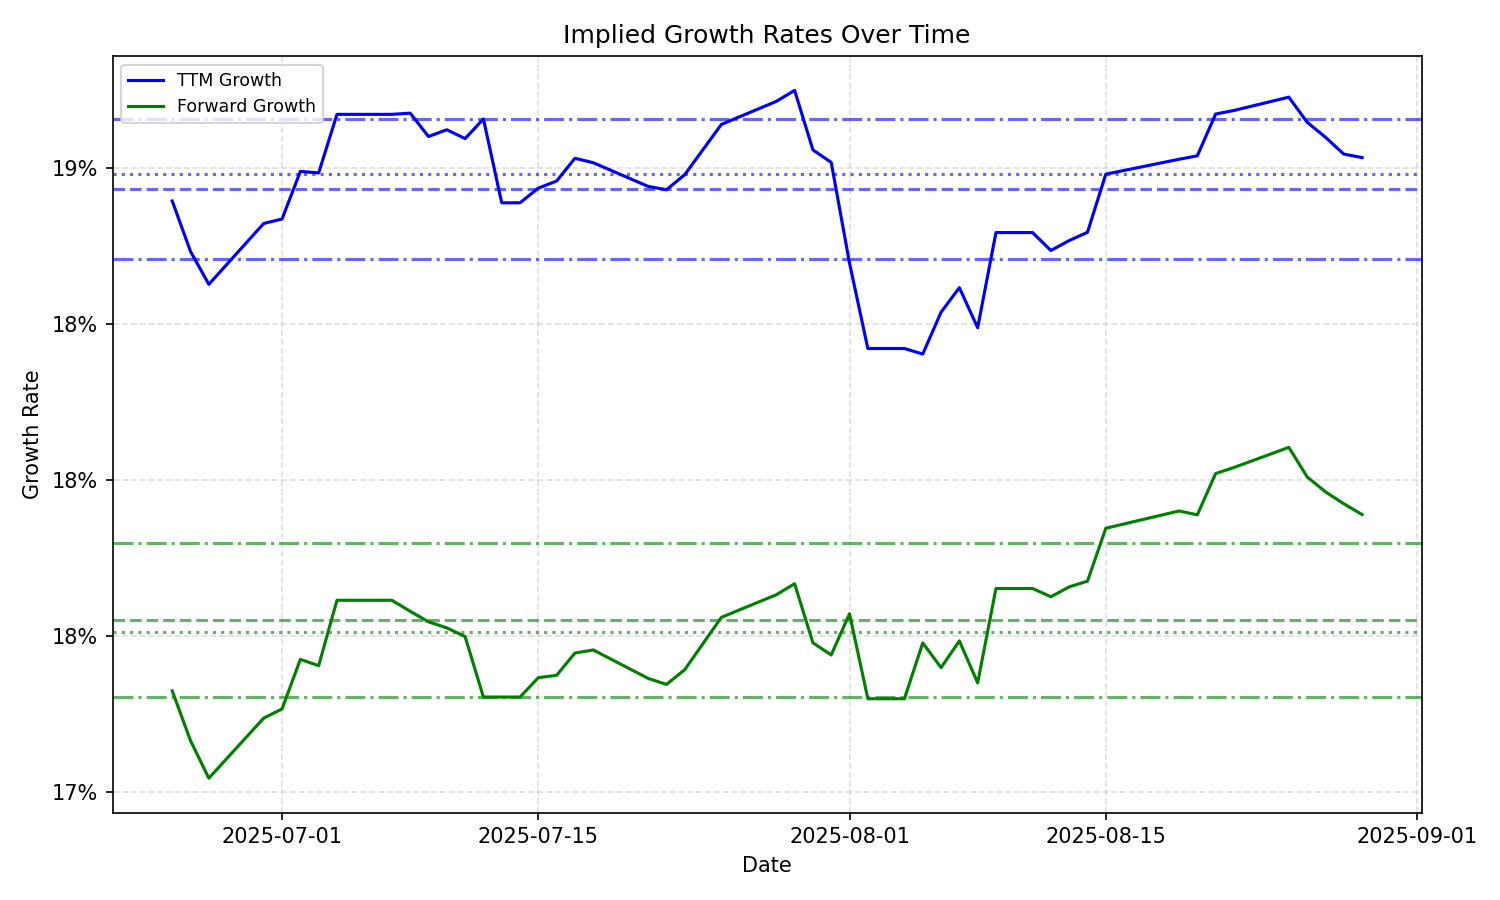 Implied Growth Rates Over Time
TTM Growth
Forward Growth
19%
18%
18%
18%
17%
Growth Rate
2025-07-01
2025-07-15
2025-08-01
2025-08-15
2025-09-01
Date